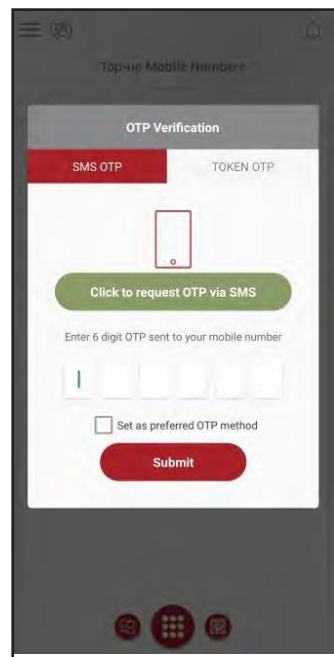 Top-up Mobile Numbers
OTP Verification
SMS OTP
TOKEN OTP
Click to request OTP via SMS
Enter 6 digit OTP sent to your mobile number
Set as preferred OTP method
Submit